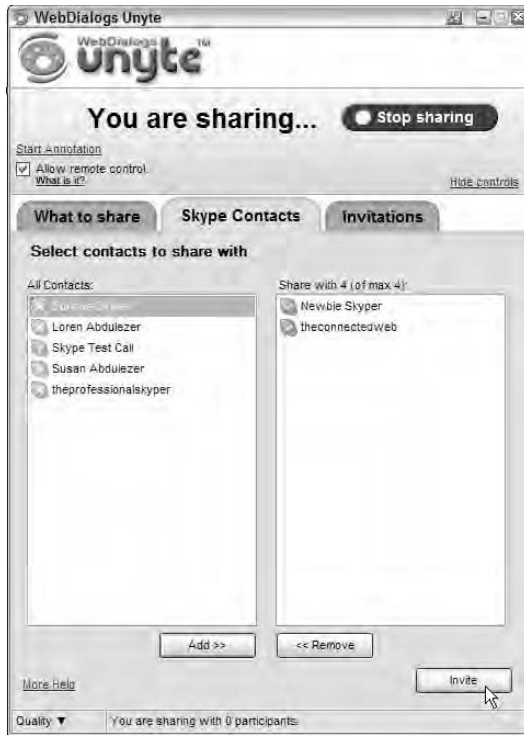 WebDialogs Unyte
WebDialogs
unyte™
You are sharing...
Stop sharing
Start Annotation
Allow remote control.
What is it?
Hide controls
What to share
Skype Contacts
Invitations
Select contacts to share with
All Contacts:
Share with 4 (of max 4):
Loren Abdulezer
Skype Test Call
Susan Abdulezer
theprofessionalskyper
Newbie Skyper
theconnectedweb
Add >>
<< Remove
More Help
Invite
Quality ▼
You are sharing with 0 participants.